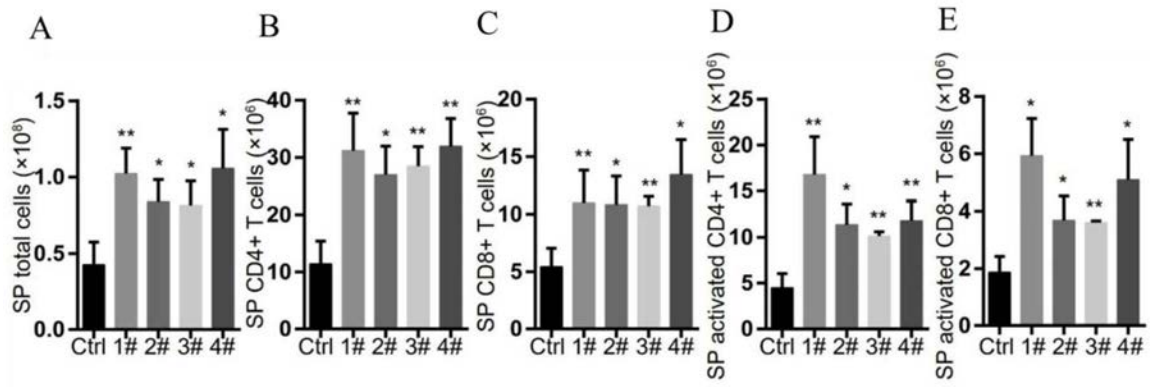 A
SP total cells (×10⁸)
1.5
1.0
0.5
0.0
** * * *
Ctrl 1# 2# 3# 4#
B
SP CD4+ T cells (×10⁶)
40
30
20
10
0
** * ** **
Ctrl 1# 2# 3# 4#
C
SP CD8+ T cells (×10⁶)
20
15
10
5
0
** * ** *
Ctrl 1# 2# 3# 4#
D
SP activated CD4+ T cells (×10⁶)
25
20
15
10
5
0
** * ** **
Ctrl 1# 2# 3# 4#
E
SP activated CD8+ T cells (×10⁶)
8
6
4
2
0
* * ** *
Ctrl 1# 2# 3# 4#